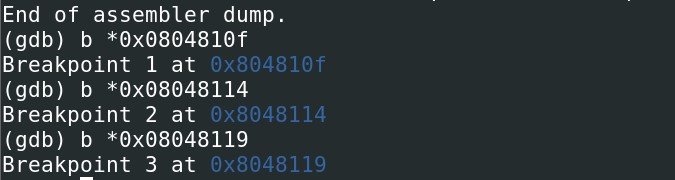 End of assembler dump.
(gdb) b *0x0804810f
Breakpoint 1 at 0x804810f
(gdb) b *0x08048114
Breakpoint 2 at 0x8048114
(gdb) b *0x08048119
Breakpoint 3 at 0x8048119